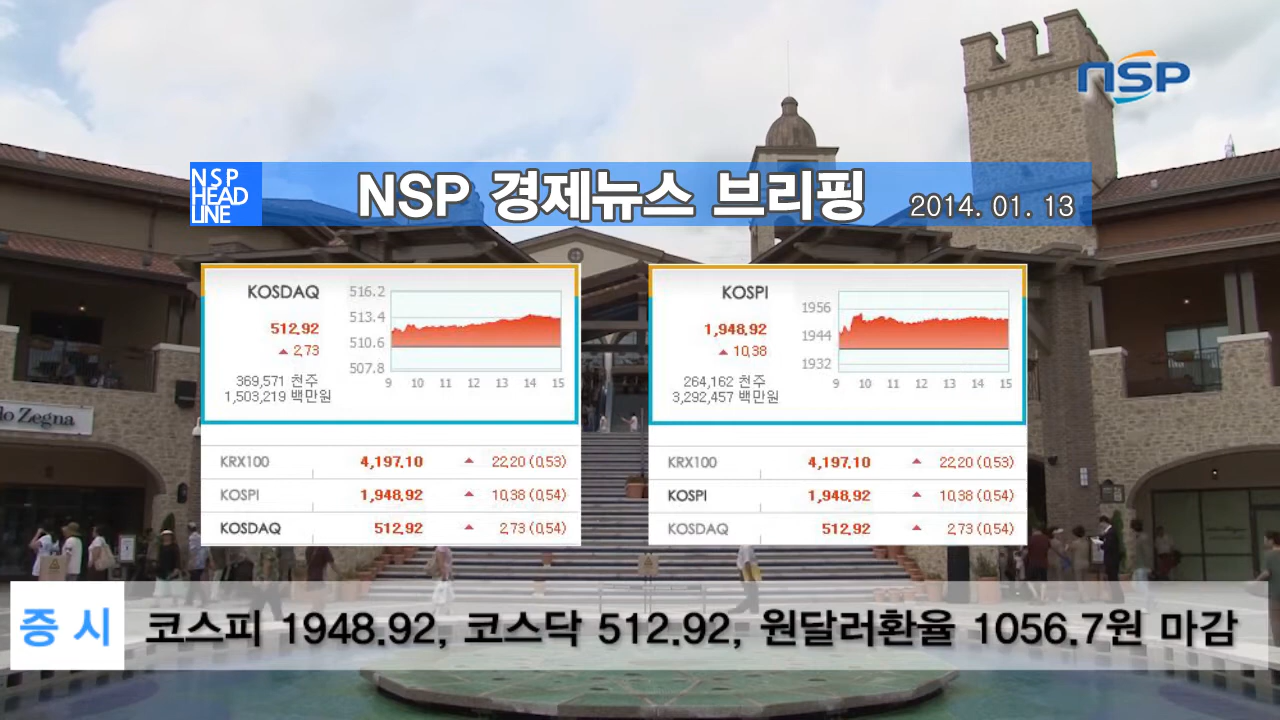 NSP
NSP
HEAD
LINE
NSP 경제뉴스 브리핑
2014. 01. 13
KOSDAQ
512.92
▲ 2.73
369,571 천주
1,503,219 백만원
516.2
513.4
510.6
507.8
9 10 11 12 13 14 15
KRX100 4,197.10 ▲ 22.20 (0.53)
KOSPI 1,948.92 ▲ 10.38 (0.54)
KOSDAQ 512.92 ▲ 2.73 (0.54)
KOSPI
1,948.92
▲ 10.38
264,162 천주
3,292,457 백만원
1956
1944
1932
9 10 11 12 13 14 15
KRX100 4,197.10 ▲ 22.20 (0.53)
KOSPI 1,948.92 ▲ 10.38 (0.54)
KOSDAQ 512.92 ▲ 2.73 (0.54)
Zegna
증 시
코스피 1948.92, 코스닥 512.92, 원달러환율 1056.7원 마감